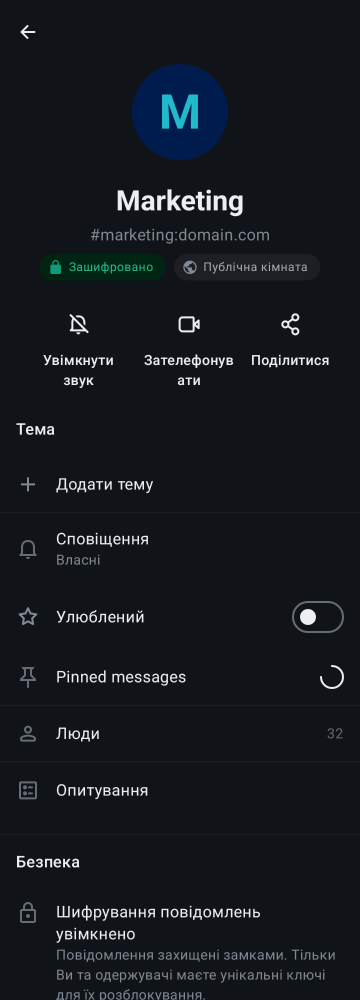 M
Marketing
#marketing:domain.com
Зашифровано
Публічна кімната
Увімкнути
звук
Зателефонув
ати
Поділитися
Тема
Додати тему
Сповіщення
Власні
Улюблений
Pinned messages
Люди
32
Опитування
Безпека
Шифрування повідомлень
увімкнено
Повідомлення захищені замками. Тільки
Ви та одержувачі маєте унікальні ключі
для їх розблокування.